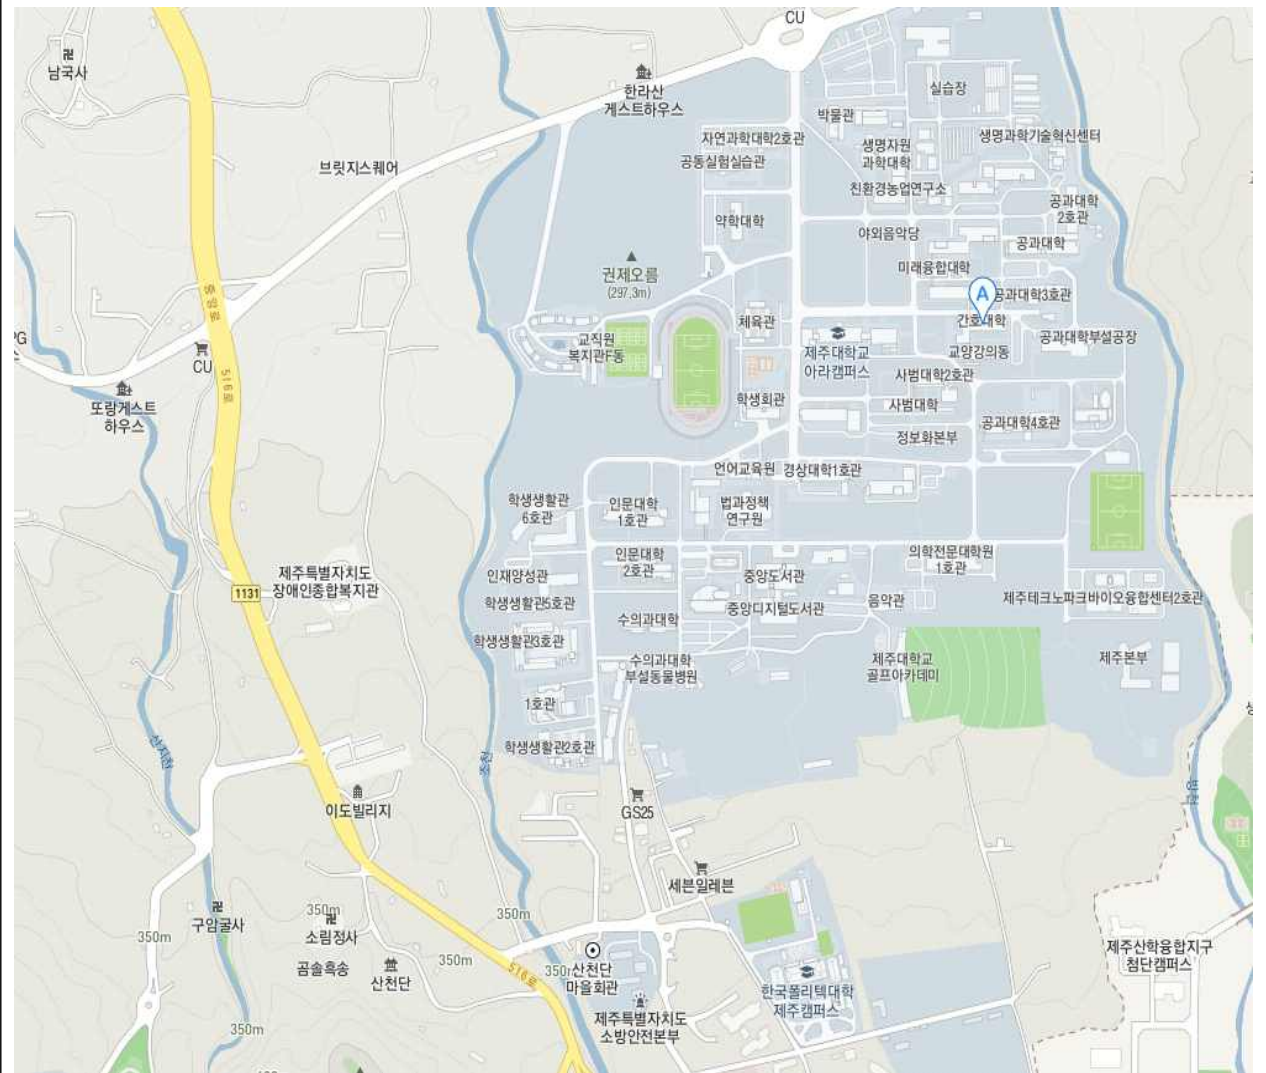 CU
남국사
한라산
게스트하우스
브릿지스퀘어
자연과학대학2호관
공동실험실습관
박물관
실습장
생명자원
과학대학
생명과학기술혁신센터
친환경농업연구소
공과대학
2호관
약학대학
야외음악당
공과대학
미래융합대학
권제오름
(297.3m)
A
공과대학3호관
중앙로
체육관
간호대학
교직원
복지관F동
제주대학교
아라캠퍼스
교양강의동
공과대학부설공장
PG
CU
516로
사범대학2호관
또랑게스트
하우스
학생회관
사범대학
공과대학4호관
정보화본부
언어교육원
경상대학1호관
학생생활관
6호관
인문대학
1호관
법과정책
연구원
인문대학
2호관
의학전문대학원
1호관
제주특별자치도
장애인종합복지관
1131
인재양성관
중앙도서관
학생생활관5호관
중앙디지털도서관
음악관
제주테크노파크바이오융합센터2호관
수의과대학
학생생활관3호관
수의과대학
부설동물병원
제주대학교
골프아카데미
제주본부
1호관
학생생활관2호관
산지천
조천
이도빌리지
GS25
세븐일레븐
구암굴사
350m
350m
소림정사
350m
350m
곰솔흑송
산천단
516로
350m
산천단
마을회관
제주특별자치도
소방안전본부
한국폴리텍대학
제주캠퍼스
제주산학융합지구
첨단캠퍼스
350m